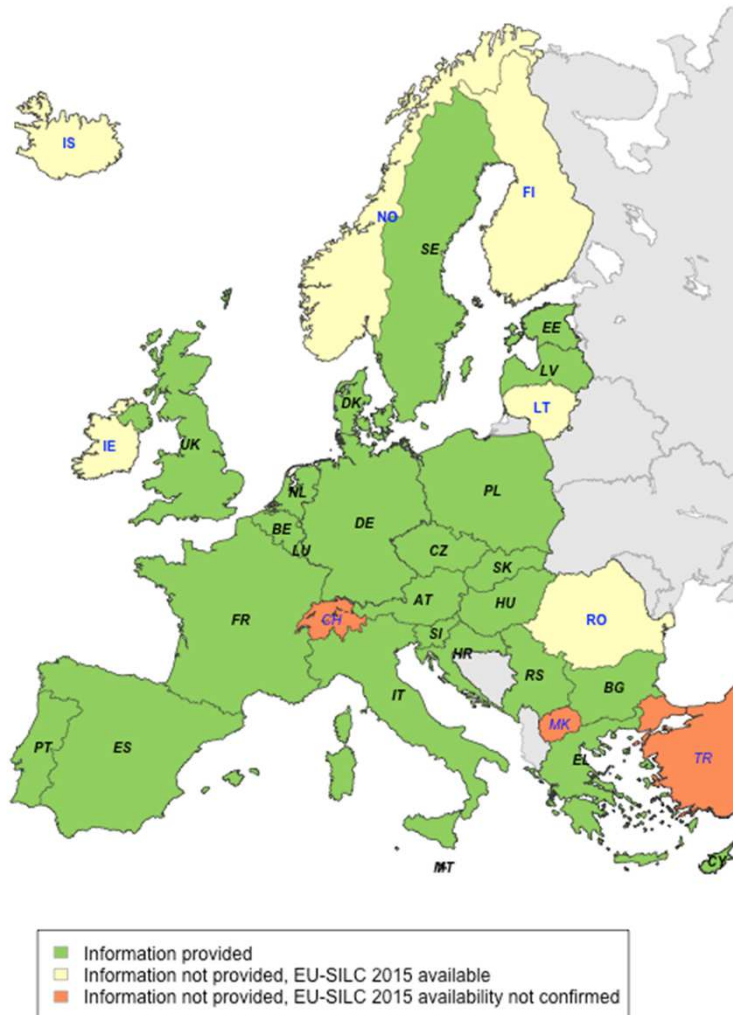 IS
FI
NO
SE
EE
LV
DK
LT
IE
UK
NL
PL
BE
DE
LU
CZ
SK
AT
HU
FR
CH
RO
SI
HR
RS
BG
IT
MK
PT
ES
EL
TR
CY
MT
Information provided
Information not provided, EU-SILC 2015 available
Information not provided, EU-SILC 2015 availability not confirmed